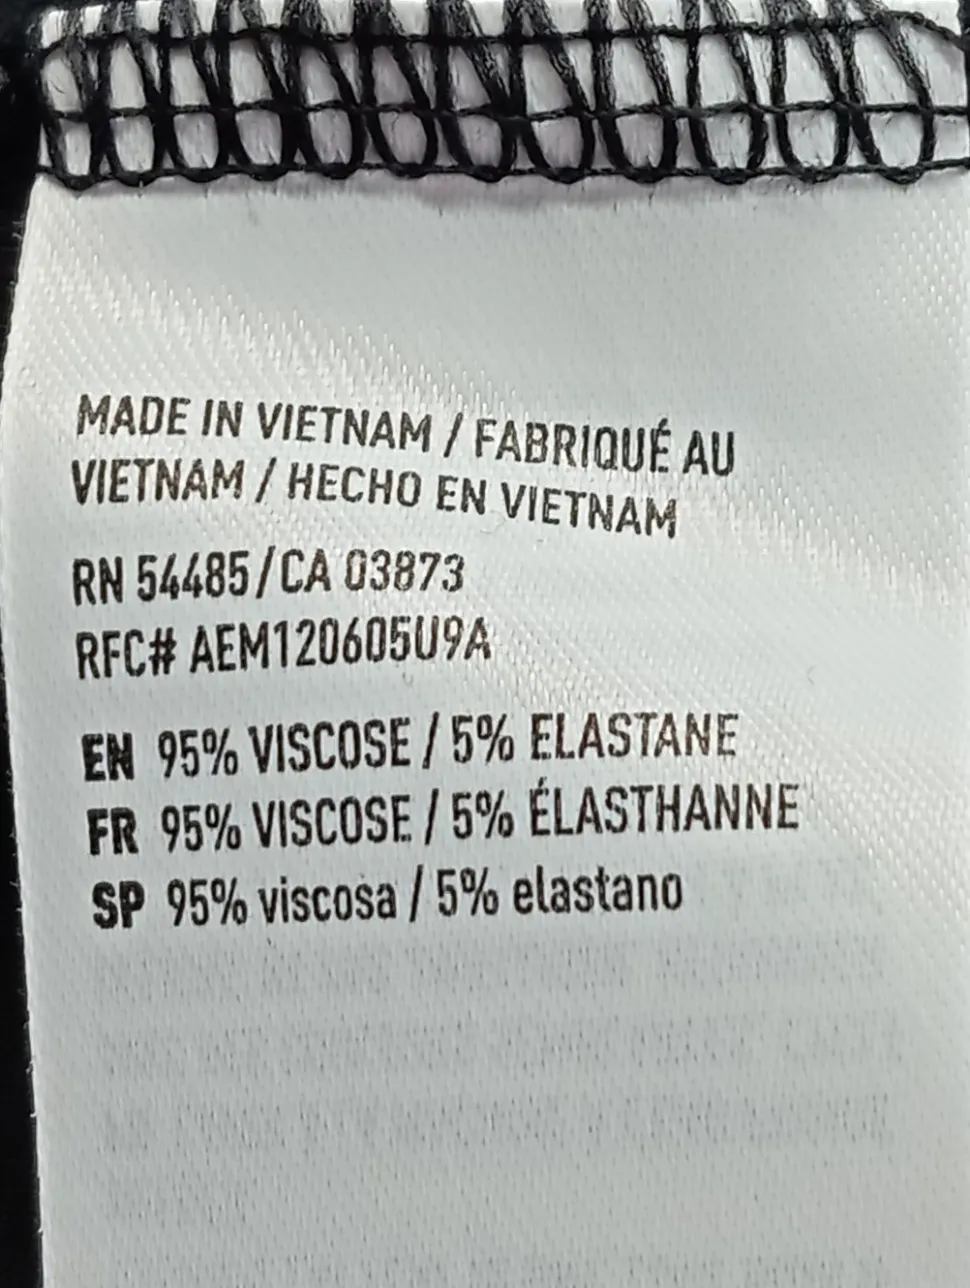 MADE IN VIETNAM / FABRIQUÉ AU
VIETNAM / HECHO EN VIETNAM
RN 54485/CA 03873
RFC# AEM120605U9A
EN 95% VISCOSE / 5% ELASTANE
FR 95% VISCOSE / 5% ÉLASTHANNE
SP 95% viscosa / 5% elastano